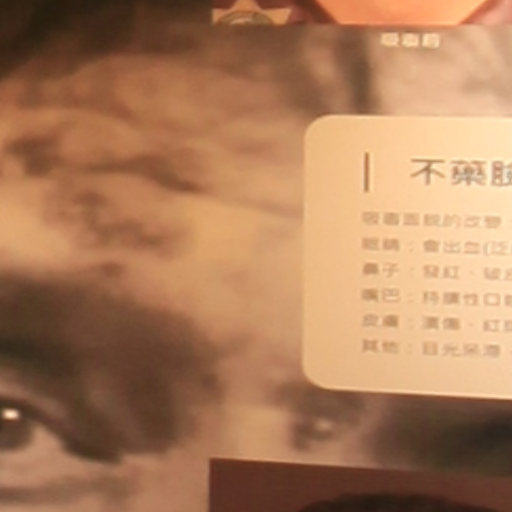 吸毒前
不藥臉
吸毒面貌的改變：
眼睛：會出血(泛
鼻子：發紅、破皮
嘴巴：持續性口
皮膚：潰傷、紅斑
其他：目光呆滯、